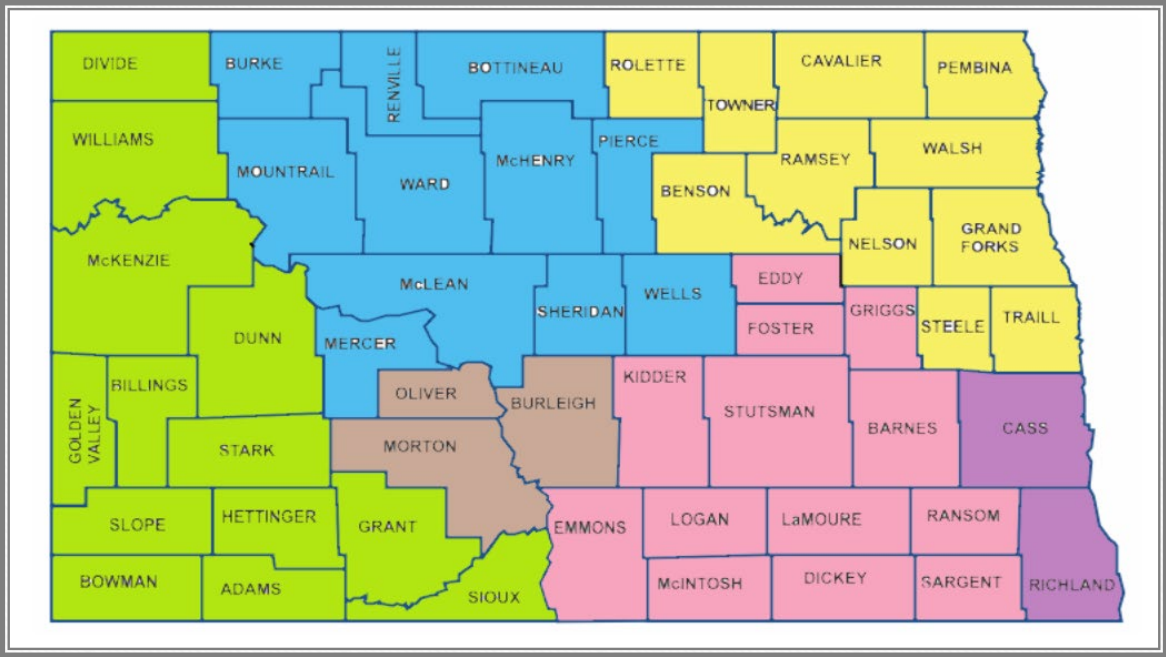 DIVIDE
BURKE
RENVILLE
BOTTINEAU
ROLETTE
TOWNER
CAVALIER
PEMBINA
WILLIAMS
MOUNTRAIL
WARD
McHENRY
PIERCE
BENSON
RAMSEY
WALSH
McKENZIE
NELSON
GRAND
FORKS
McLEAN
SHERIDAN
WELLS
EDDY
FOSTER
GRIGGS
STEELE
TRAILL
DUNN
MERCER
GOLDEN
VALLEY
BILLINGS
OLIVER
BURLEIGH
KIDDER
STUTSMAN
BARNES
CASS
STARK
MORTON
SLOPE
HETTINGER
GRANT
EMMONS
LOGAN
LaMOURE
RANSOM
BOWMAN
ADAMS
SIOUX
McINTOSH
DICKEY
SARGENT
RICHLAND